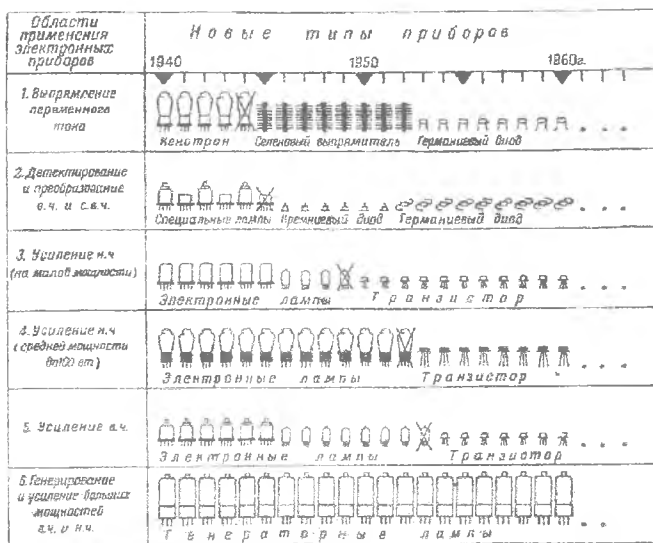 Области
применения
электронных
приборов
Новые типы приборов
1940 1950 1960г.
1. Выпрямление
переменного
тока
Кенотрон Селеновый выпрямитель Германиевый диод
2. Детектирование
и преобразование
в.ч. и с.в.ч.
Специальные лампы Кремниевый диод Германиевый диод
3. Усиление н.ч
(на малой мощности)
Электронные лампы Транзистор
4. Усиление н.ч
(средней мощности
до 100 вт)
Электронные лампы Транзистор
5. Усиление в.ч.
Электронные лампы Транзистор
6. Генерирование
и усиление больших
мощностей
в.ч. и н.ч.
Генераторные лампы